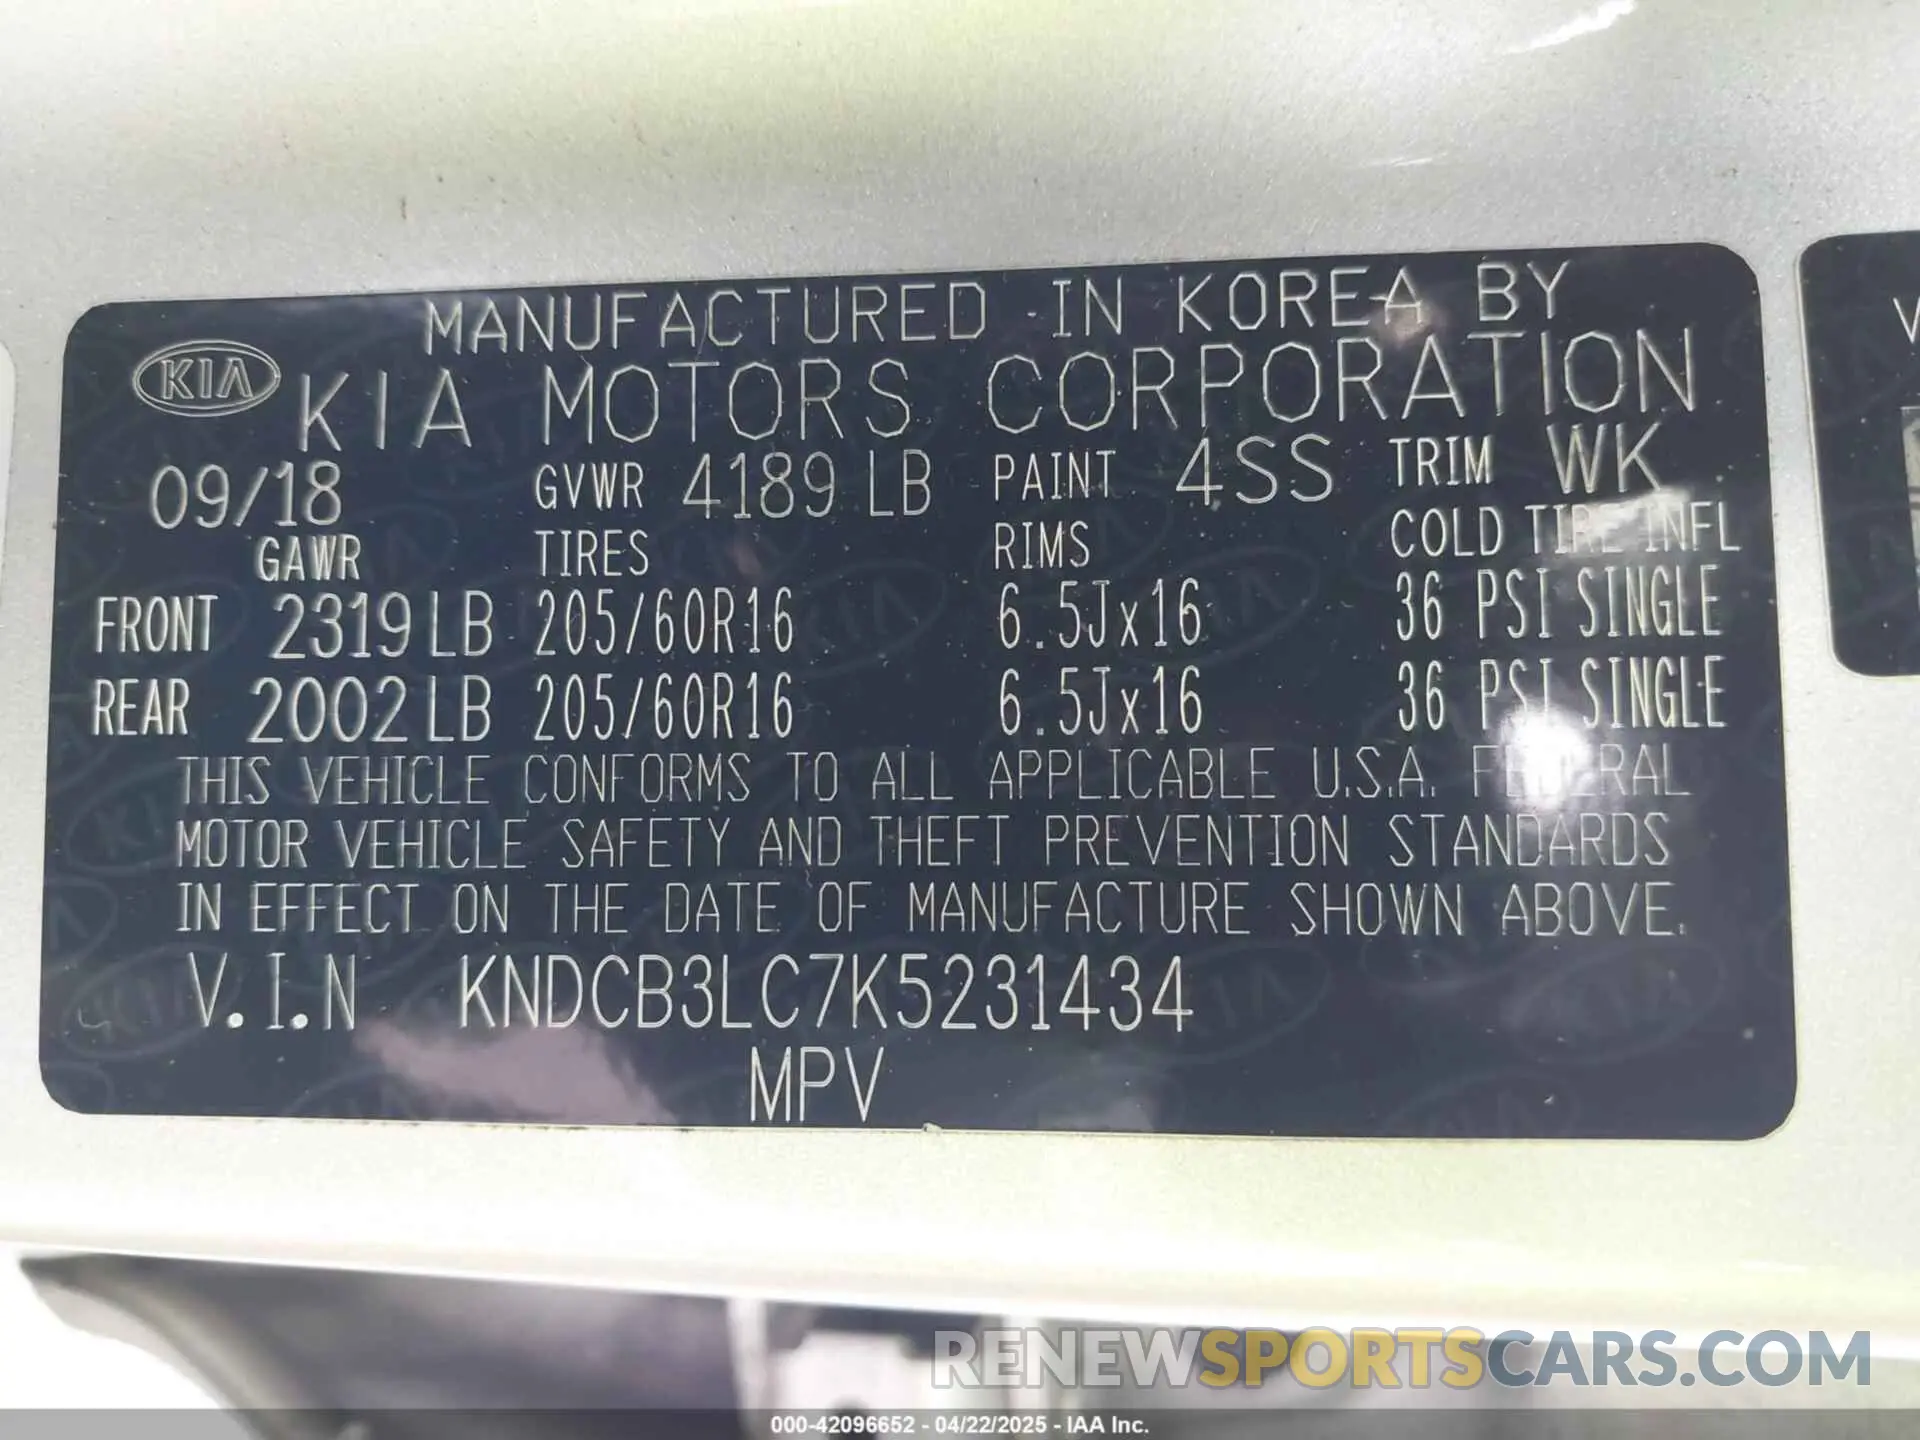 MANUFACTURED IN KOREA BY
KIA KIA MOTORS CORPORATION
09/18 GVWR 4189 LB PAINT 4SS TRIM WK
GAWR TIRES RIMS COLD TIRE INFL
FRONT 2319 LB 205/60R16 6.5Jx16 36 PSI SINGLE
REAR 2002 LB 205/60R16 6.5Jx16 36 PSI SINGLE
THIS VEHICLE CONFORMS TO ALL APPLICABLE U.S.A. FEDERAL
MOTOR VEHICLE SAFETY AND THEFT PREVENTION STANDARDS
IN EFFECT ON THE DATE OF MANUFACTURE SHOWN ABOVE.
V.I.N KNDCB3LC7K5231434
MPV
RENEWSPORTSCARS.COM
000-42096652 - 04/22/2025 - IAA Inc.